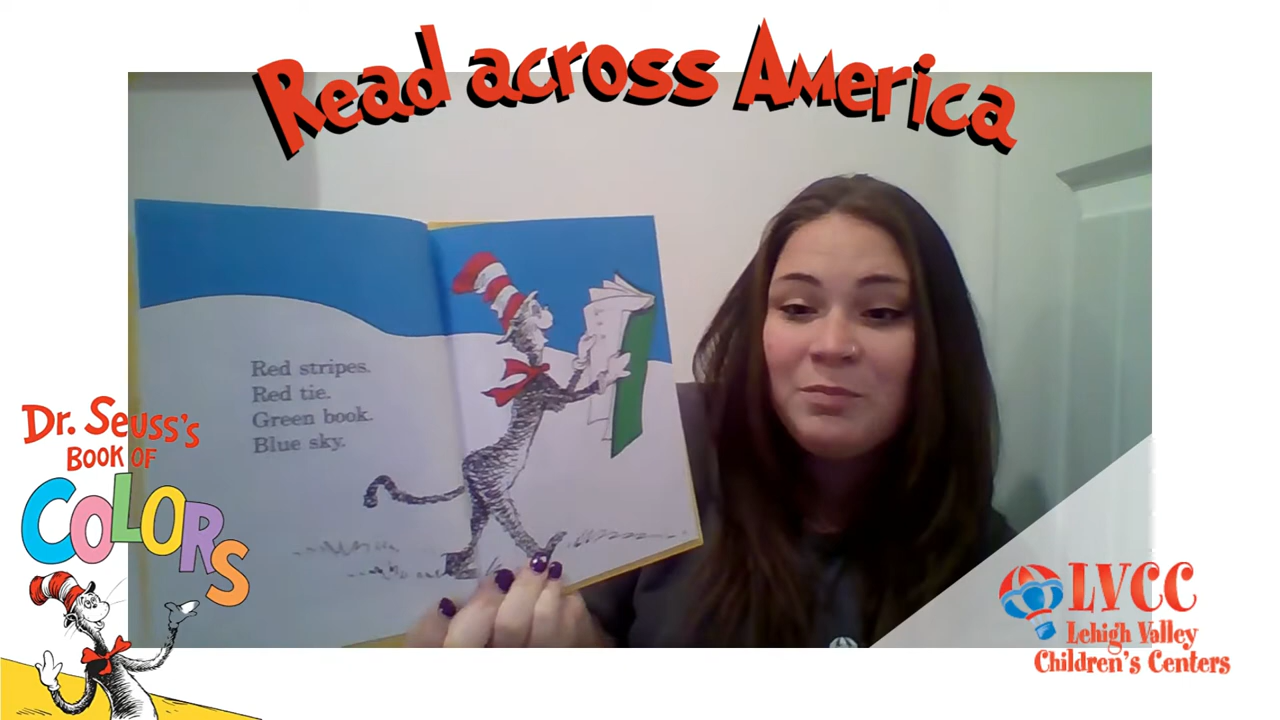 Read across America
Red stripes.
Red tie.
Green book.
Blue sky.
Dr. Seuss's
BOOK OF
COLORS
LVCC
Lehigh Valley
Children's Centers